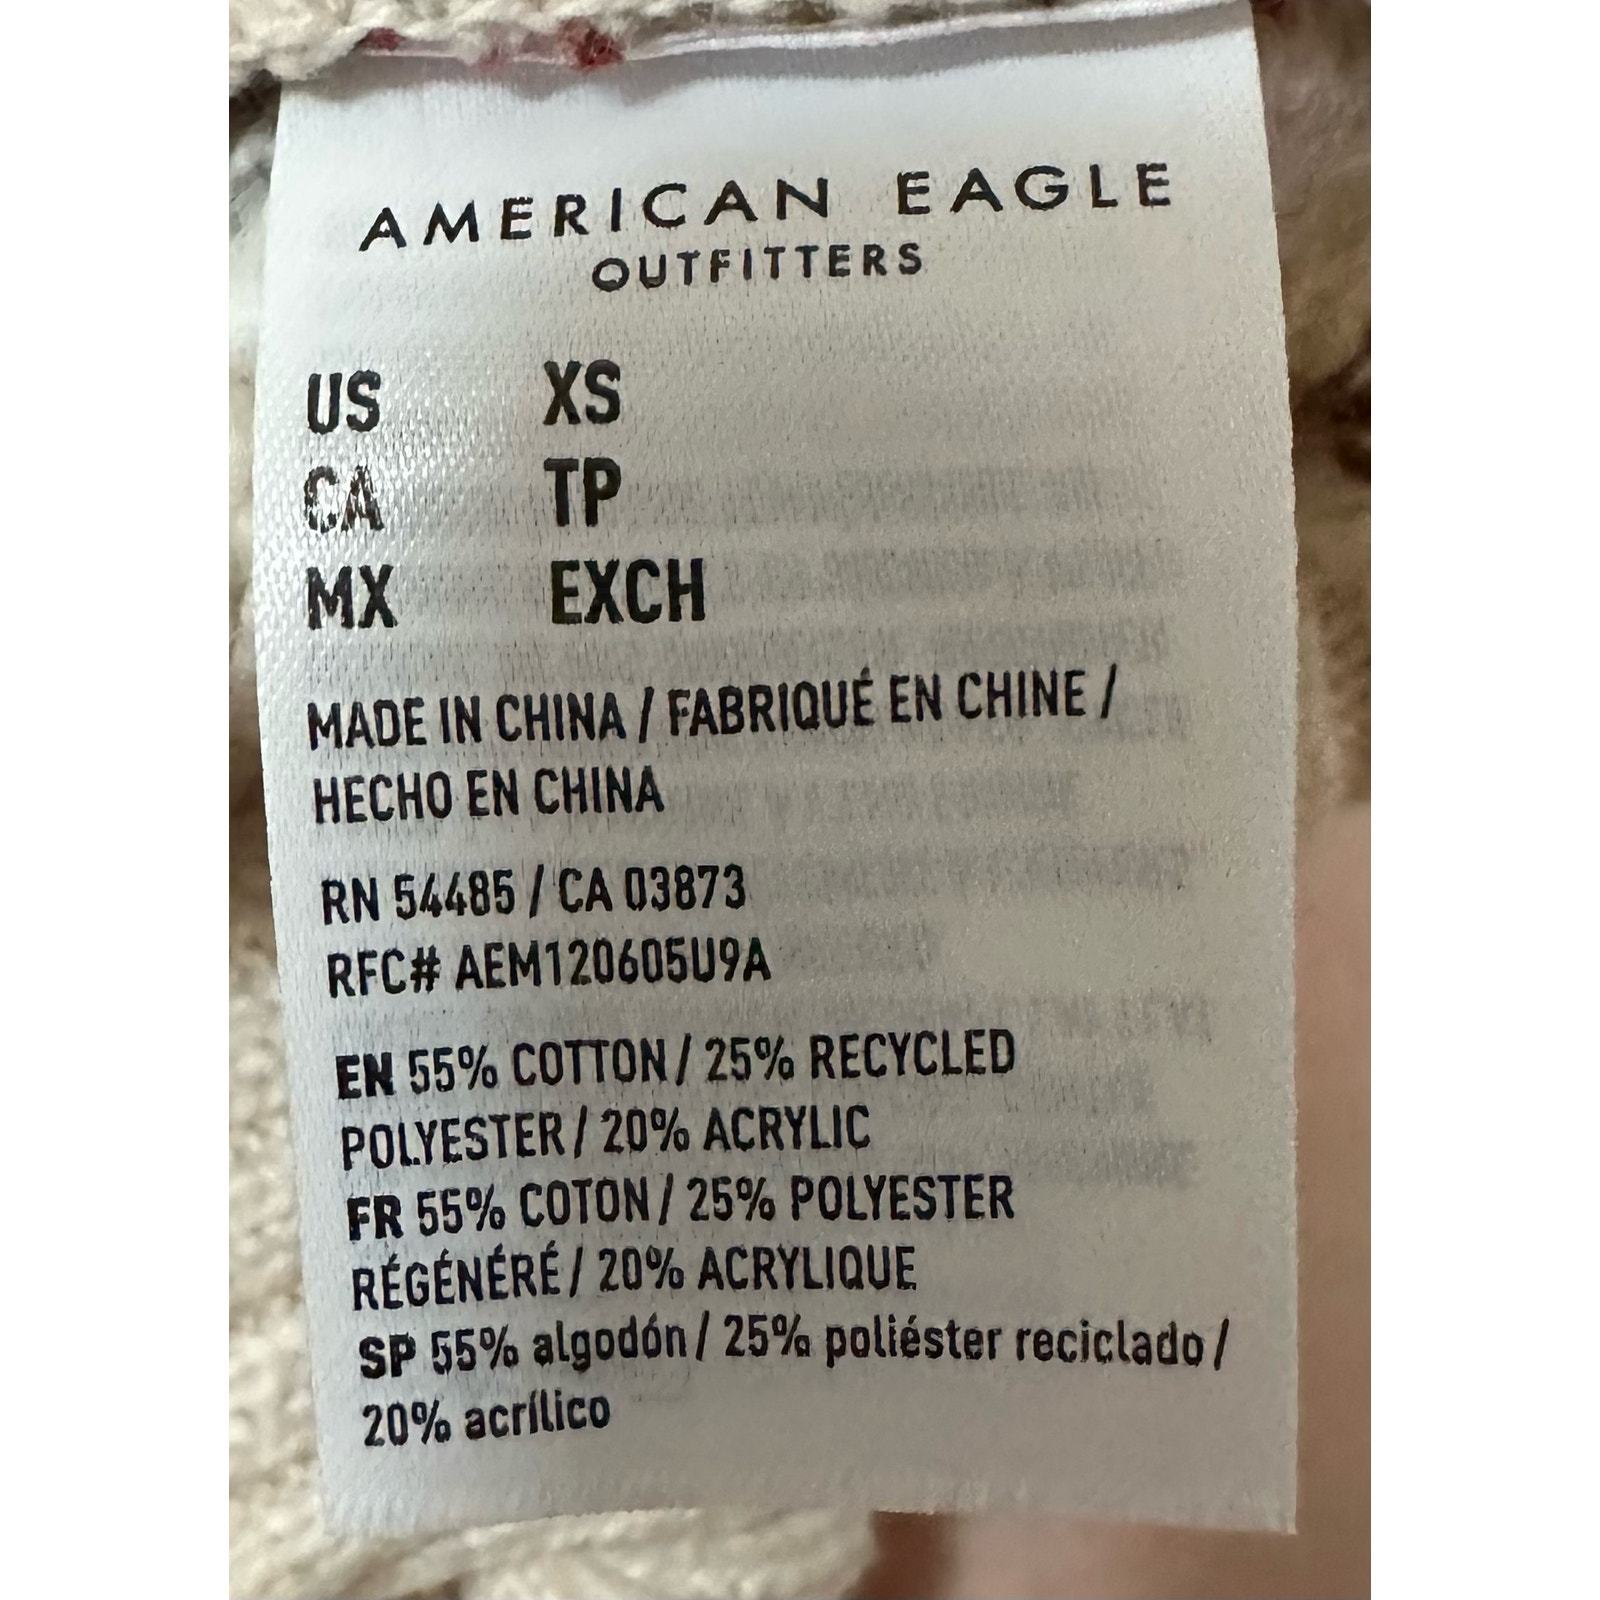 AMERICAN EAGLE
OUTFITTERS
US XS
CA TP
MX EXCH
MADE IN CHINA / FABRIQUÉ EN CHINE /
HECHO EN CHINA
RN 54485 / CA 03873
RFC# AEM120605U9A
EN 55% COTTON / 25% RECYCLED
POLYESTER / 20% ACRYLIC
FR 55% COTON / 25% POLYESTER
RÉGÉNÉRÉ / 20% ACRYLIQUE
SP 55% algodón / 25% poliéster reciclado /
20% acrílico